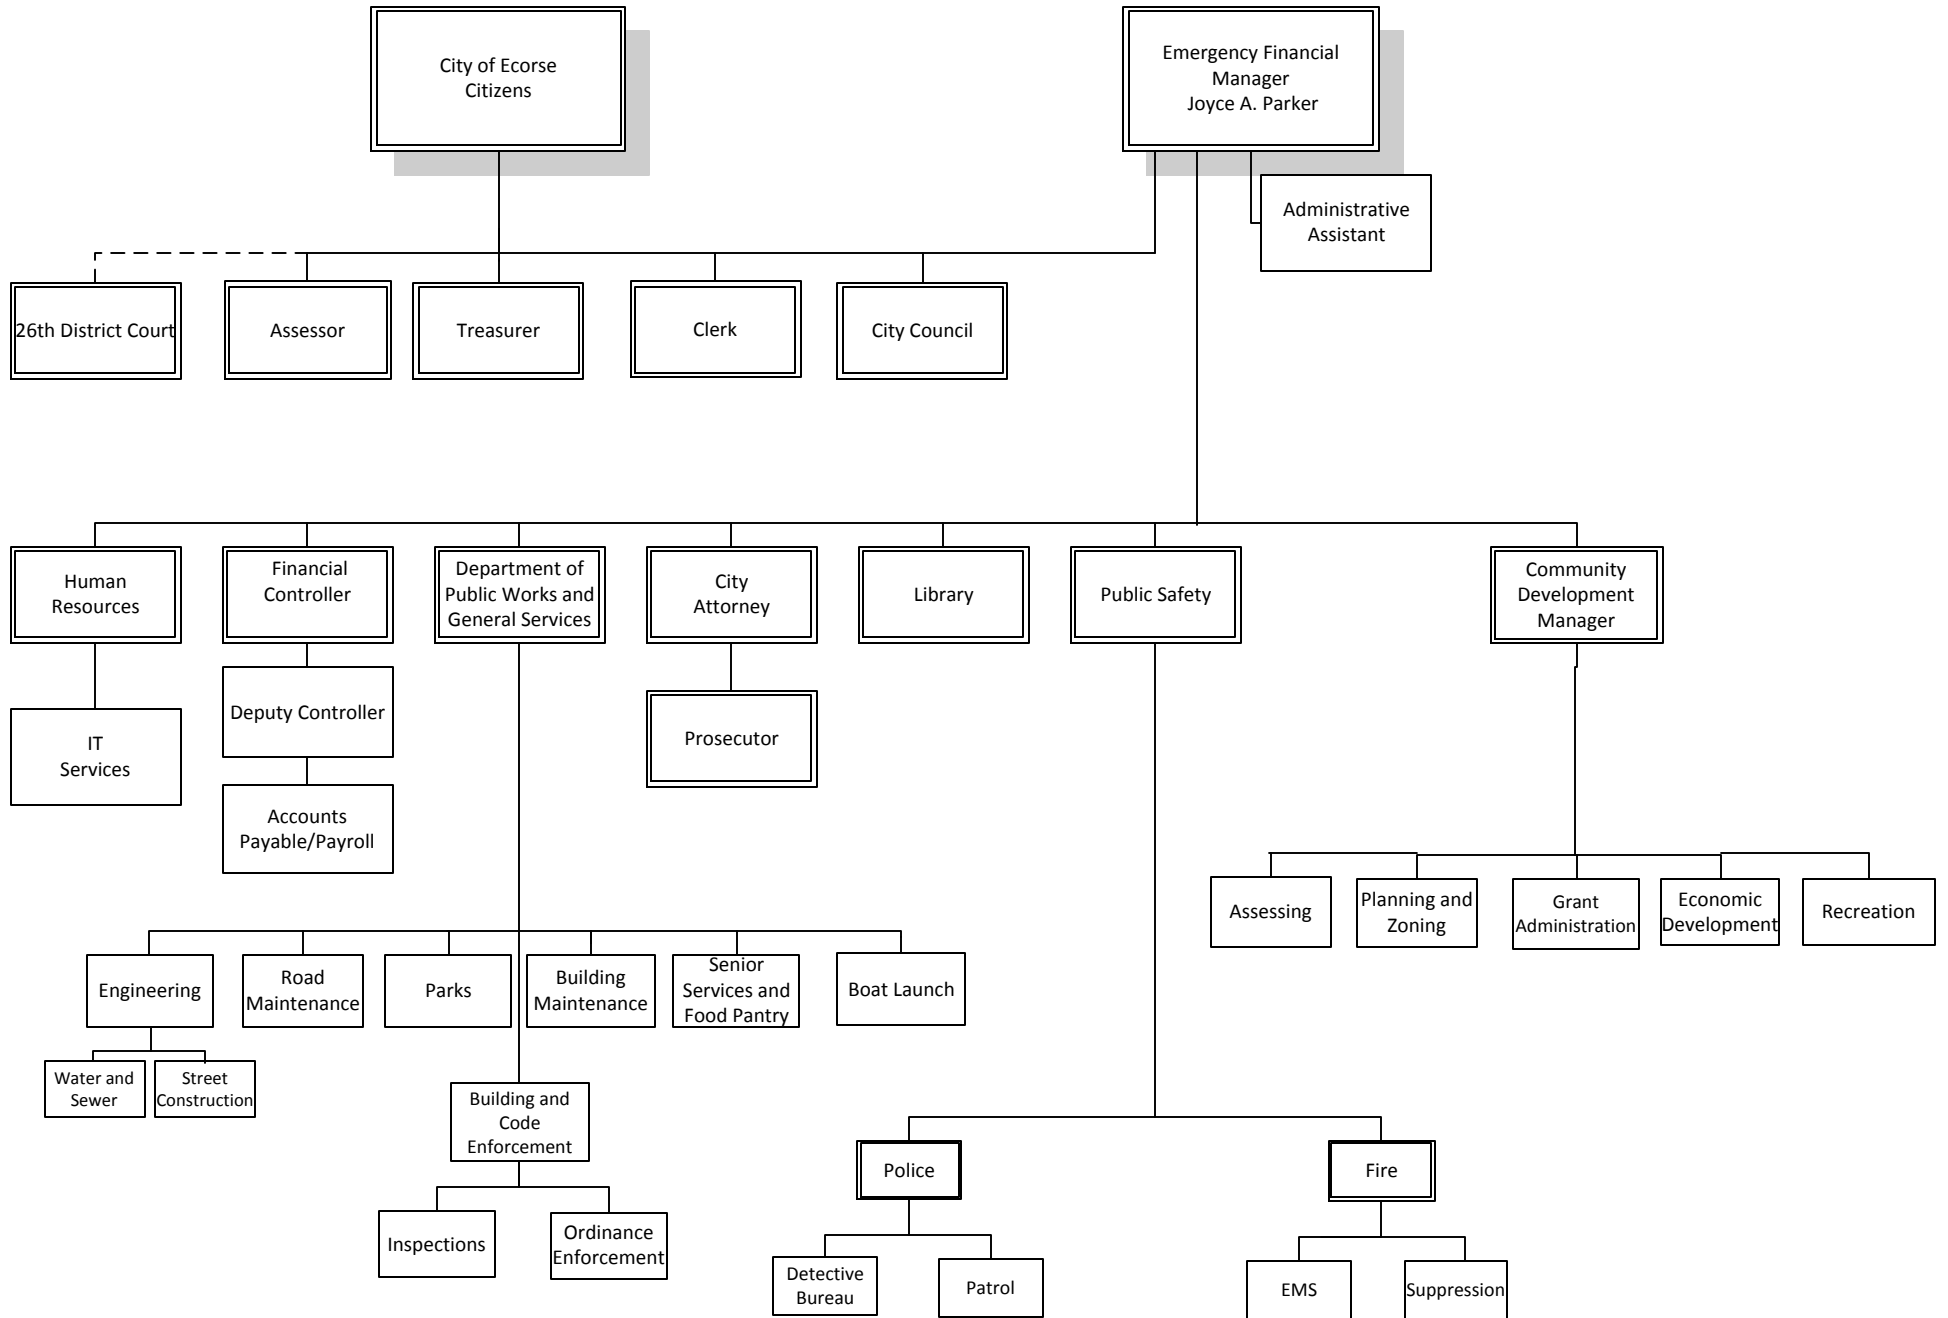 City of Ecorse
Citizens
Emergency Financial
Manager
Joyce A. Parker
Administrative
Assistant
26th District Court
Assessor
Treasurer
Clerk
City Council
Human
Resources
Financial
Controller
Department of
Public Works and
General Services
City
Attorney
Library
Public Safety
Community
Development
Manager
IT
Services
Deputy Controller
Accounts
Payable/Payroll
Prosecutor
Assessing
Planning and
Zoning
Grant
Administration
Economic
Development
Recreation
Engineering
Road
Maintenance
Parks
Building
Maintenance
Senior
Services and
Food Pantry
Boat Launch
Water and
Sewer
Street
Construction
Building and
Code
Enforcement
Inspections
Ordinance
Enforcement
Police
Fire
Detective
Bureau
Patrol
EMS
Suppression